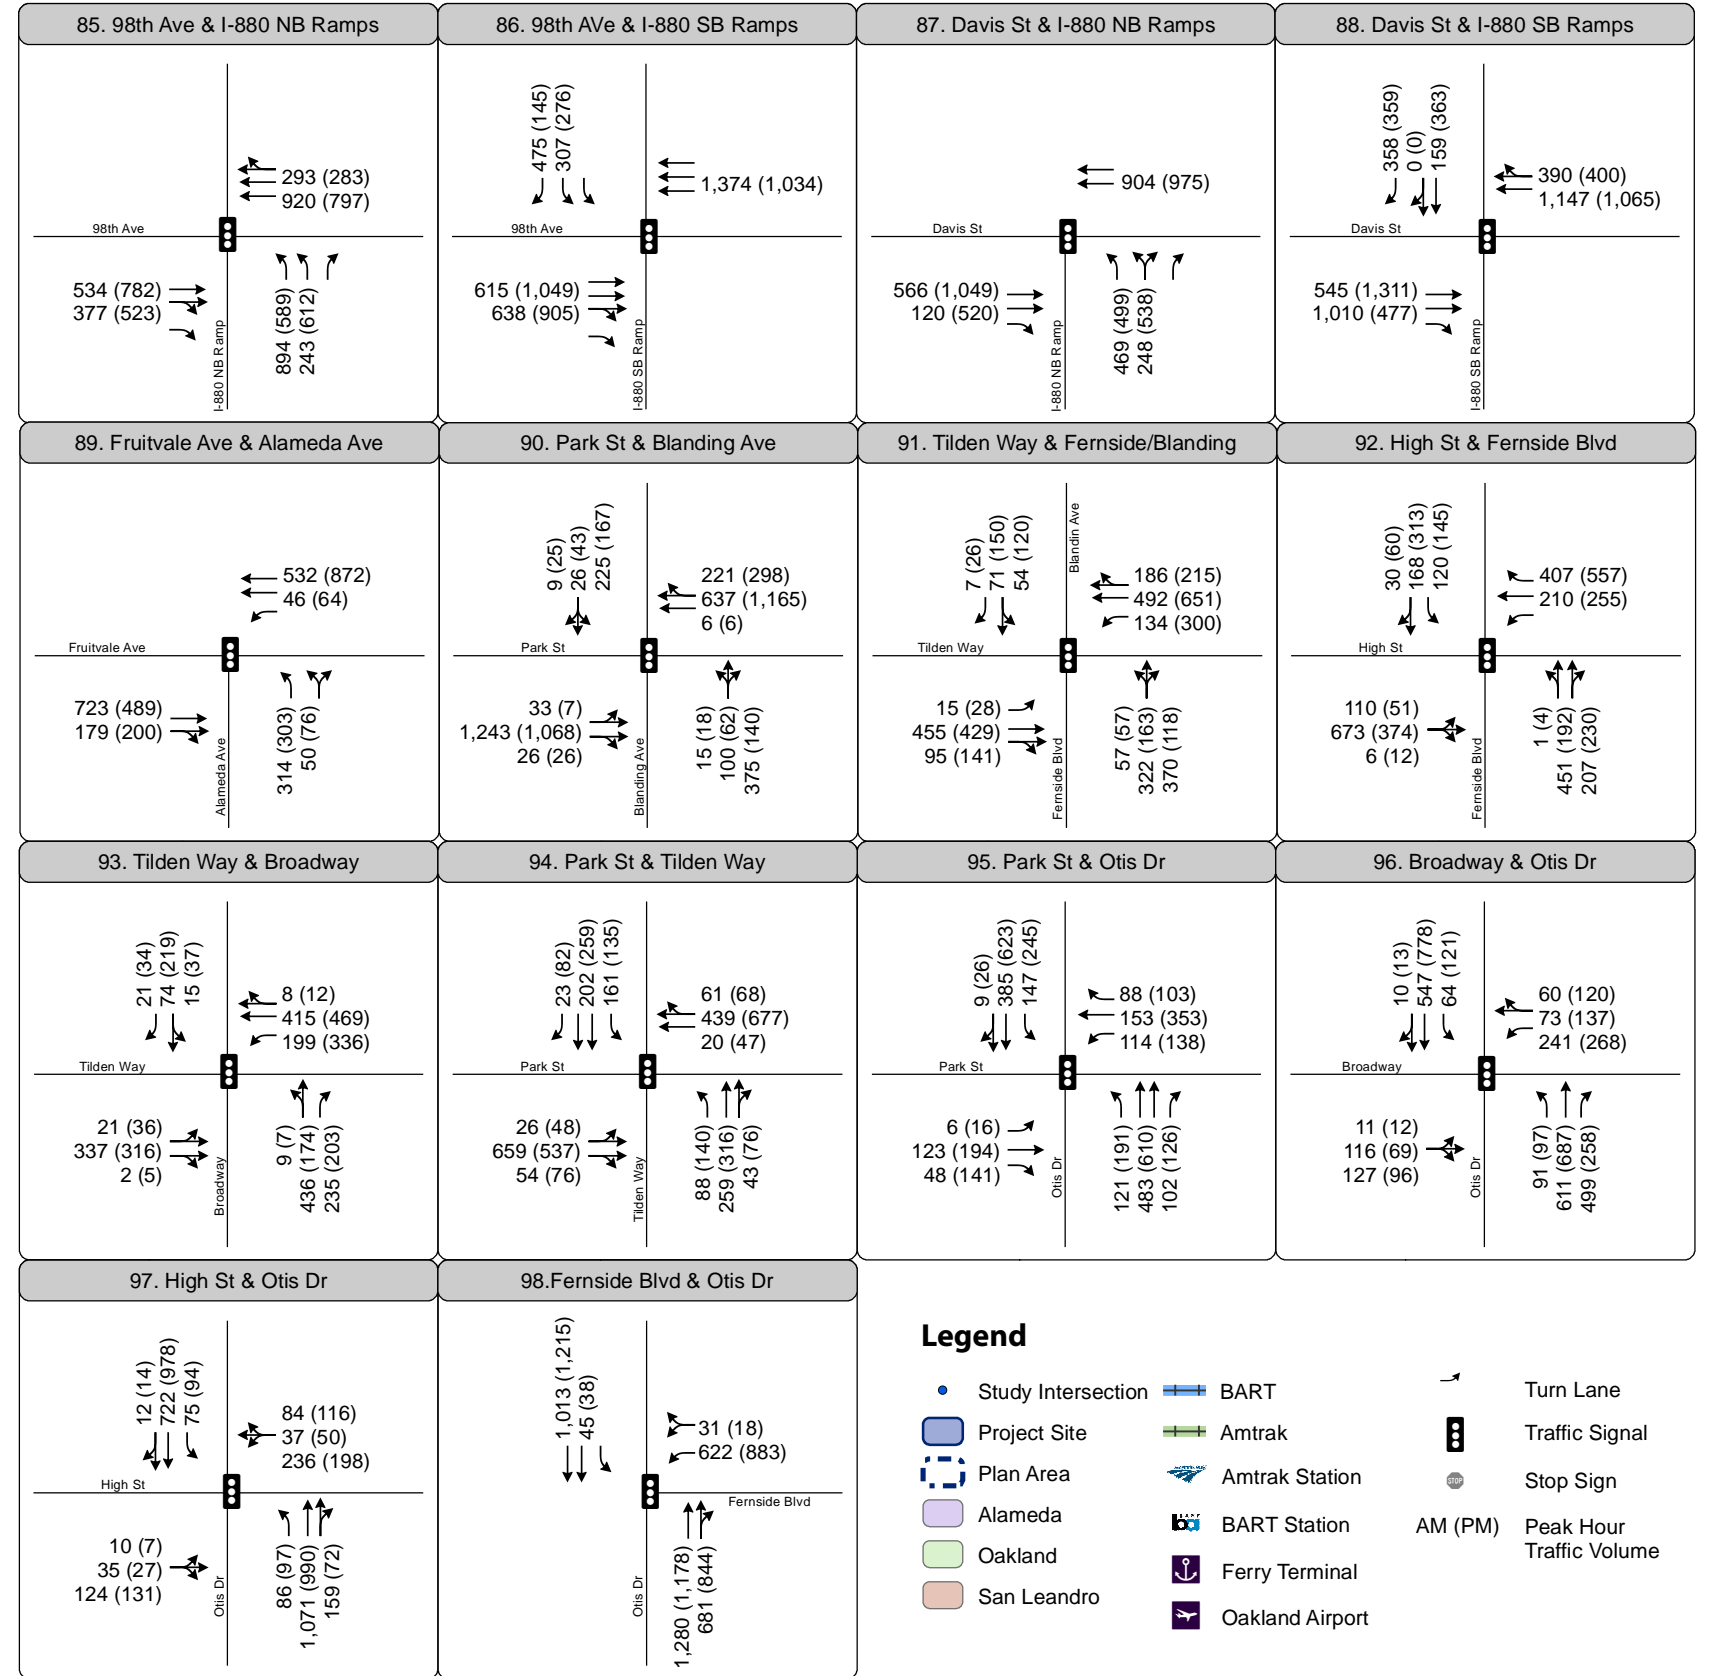 85. 98th Ave & I-880 NB Ramps
293 (283)
920 (797)
98th Ave
534 (782)
377 (523)
894 (589)
243 (612)
I-880 NB Ramp
86. 98th AVe & I-880 SB Ramps
475 (145)
307 (276)
1,374 (1,034)
98th Ave
615 (1,049)
638 (905)
I-880 SB Ramp
87. Davis St & I-880 NB Ramps
904 (975)
Davis St
566 (1,049)
120 (520)
469 (499)
248 (538)
I-880 NB Ramp
88. Davis St & I-880 SB Ramps
358 (359)
0 (0)
159 (363)
390 (400)
1,147 (1,065)
Davis St
545 (1,311)
1,010 (477)
I-880 SB Ramp
89. Fruitvale Ave & Alameda Ave
532 (872)
46 (64)
Fruitvale Ave
723 (489)
179 (200)
314 (303)
50 (76)
Alameda Ave
90. Park St & Blanding Ave
9 (25)
26 (43)
225 (167)
221 (298)
637 (1,165)
6 (6)
Park St
33 (7)
1,243 (1,068)
26 (26)
15 (18)
100 (62)
375 (140)
Blanding Ave
91. Tilden Way & Fernside/Blanding
7 (26)
71 (150)
54 (120)
Blandin Ave
186 (215)
492 (651)
134 (300)
Tilden Way
15 (28)
455 (429)
95 (141)
57 (57)
322 (163)
370 (118)
Fernside Blvd
92. High St & Fernside Blvd
30 (60)
168 (313)
120 (145)
407 (557)
210 (255)
High St
110 (51)
673 (374)
6 (12)
1 (4)
451 (192)
207 (230)
Fernside Blvd
93. Tilden Way & Broadway
21 (34)
74 (219)
15 (37)
8 (12)
415 (469)
199 (336)
Tilden Way
21 (36)
337 (316)
2 (5)
9 (7)
436 (174)
235 (203)
Broadway
94. Park St & Tilden Way
23 (82)
202 (259)
161 (135)
61 (68)
439 (677)
20 (47)
Park St
26 (48)
659 (537)
54 (76)
88 (140)
259 (316)
43 (76)
Tilden Way
95. Park St & Otis Dr
9 (26)
385 (623)
147 (245)
88 (103)
153 (353)
114 (138)
Park St
6 (16)
123 (194)
48 (141)
121 (191)
483 (610)
102 (126)
Otis Dr
96. Broadway & Otis Dr
10 (13)
547 (778)
64 (121)
60 (120)
73 (137)
241 (268)
Broadway
11 (12)
116 (69)
127 (96)
91 (97)
611 (687)
499 (258)
Otis Dr
97. High St & Otis Dr
12 (14)
722 (978)
75 (94)
84 (116)
37 (50)
236 (198)
High St
10 (7)
35 (27)
124 (131)
86 (97)
1,071 (990)
159 (72)
Otis Dr
98.Fernside Blvd & Otis Dr
1,013 (1,215)
45 (38)
31 (18)
622 (883)
Fernside Blvd
1,280 (1,178)
681 (844)
Otis Dr
Legend
Study Intersection
Project Site
Plan Area
Alameda
Oakland
San Leandro
BART
Amtrak
Amtrak Station
BART Station
Ferry Terminal
Oakland Airport
Turn Lane
Traffic Signal
STOP
Stop Sign
AM (PM)
Peak Hour
Traffic Volume